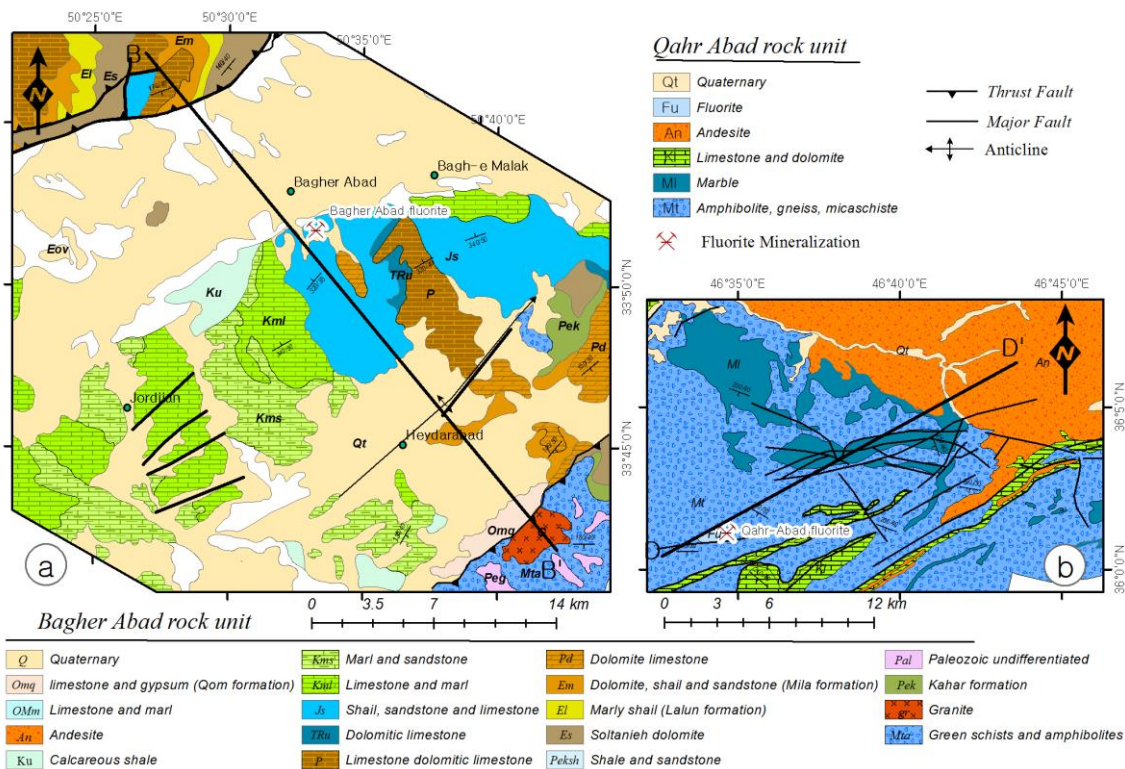 50°25'0"E
50°30'0"E
50°35'0"E
50°40'0"E
33°5'0"N
33°45'0"N
N
B
Em
El
Es
Bagh-e Malak
Bagher Abad
Bagher Abad fluorite
Eov
Ku
Js
TRu
P
Kml
Pek
Pd
Jordijan
Kms
Qt
Heydarabad
Omq
gr
Peg
Mta
B'
a
0 3.5 7 14 km
Qahr Abad rock unit
Qt Quaternary
Fu Fluorite
An Andesite
Kl Limestone and dolomite
Ml Marble
Mt Amphibolite, gneiss, micaschiste
Fluorite Mineralization
Thrust Fault
Major Fault
Anticline
46°35'0"E
46°40'0"E
46°45'0"E
36°5'0"N
36°0'0"N
N
Ml
Qt
D'
An
Mt
Fu
Qahr-Abad fluorite
D
Kl
b
0 3 6 12 km
Bagher Abad rock unit
Q Quaternary
Omq limestone and gypsum (Qom formation)
OMm Limestone and marl
An Andesite
Ku Calcareous shale
Kms Marl and sandstone
Kml Limestone and marl
Js Shail, sandstone and limestone
TRu Dolomitic limestone
P Limestone dolomitic limestone
Pd Dolomite limestone
Em Dolomite, shail and sandstone (Mila formation)
El Marly shail (Lalun formation)
Es Soltanieh dolomite
Peksh Shale and sandstone
Pal Paleozoic undifferentiated
Pek Kahar formation
gr Granite
Mta Green schists and amphibolites